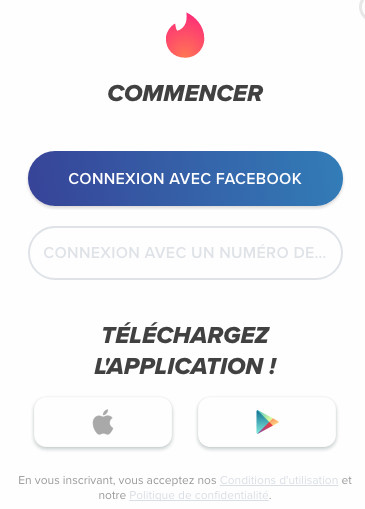 COMMENCER
CONNEXION AVEC FACEBOOK
CONNEXION AVEC UN NUMÉRO DE...
TÉLÉCHARGEZ
L'APPLICATION !
En vous inscrivant, vous acceptez nos Conditions d'utilisation et
notre Politique de confidentialité.